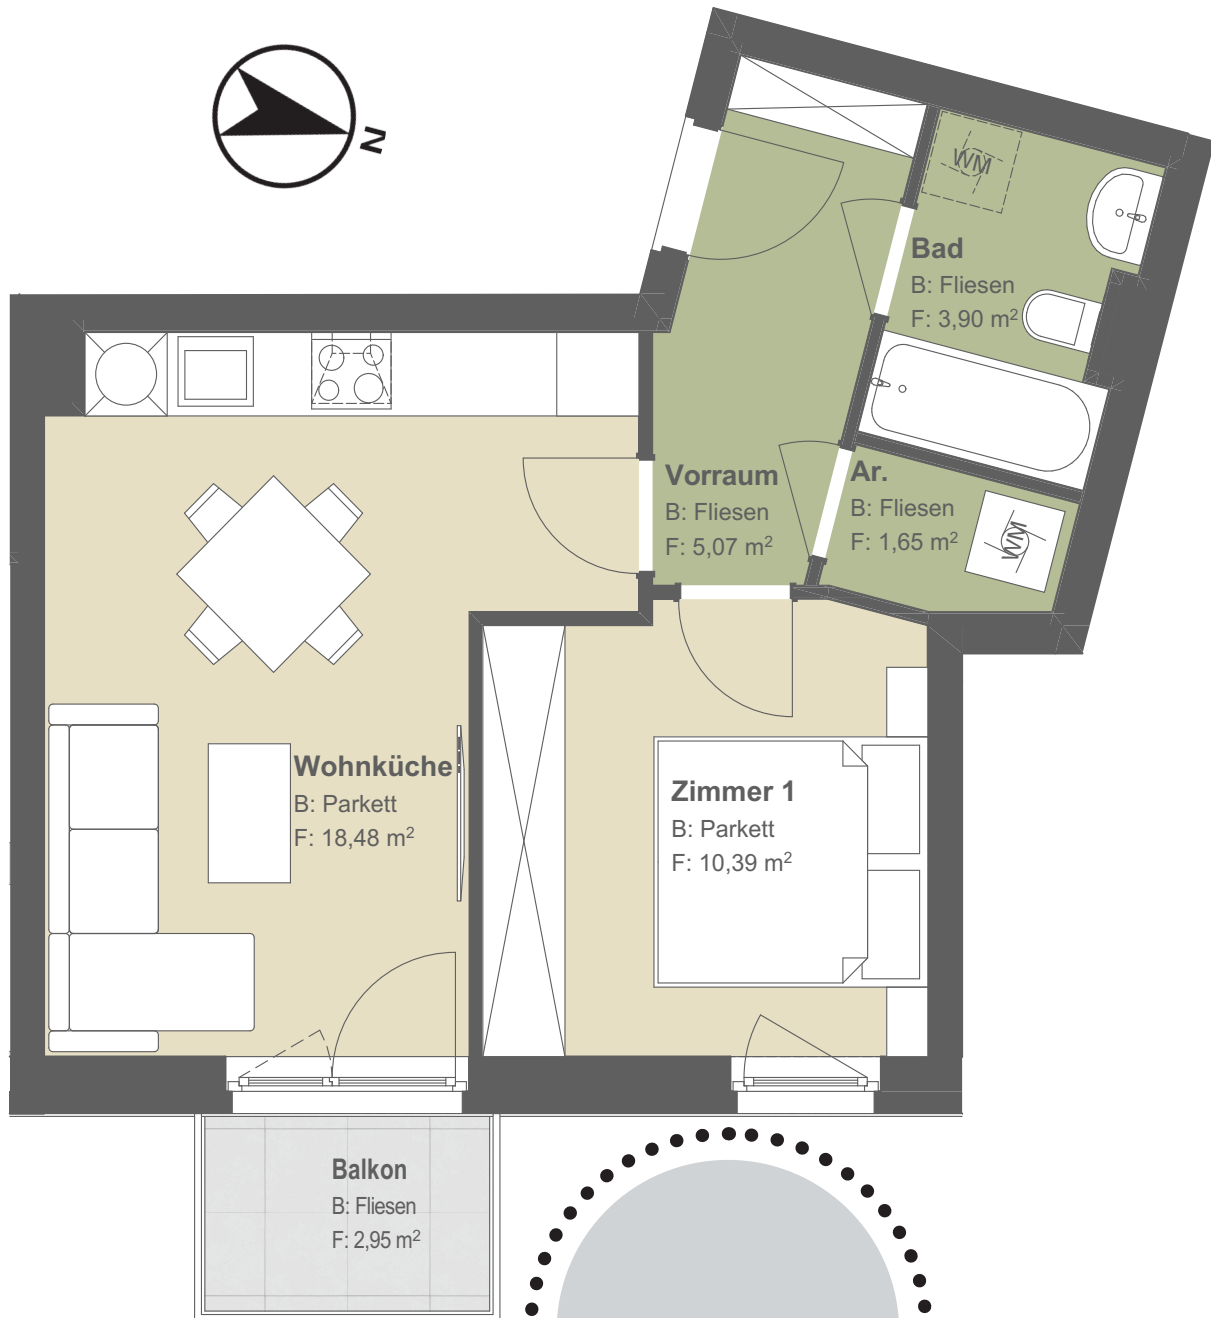 N
WM
Bad
B: Fliesen
F: 3,90 m²
Vorraum
B: Fliesen
F: 5,07 m²
Ar.
B: Fliesen
F: 1,65 m²
WM
Wohnküche
B: Parkett
F: 18,48 m²
Zimmer 1
B: Parkett
F: 10,39 m²
Balkon
B: Fliesen
F: 2,95 m²